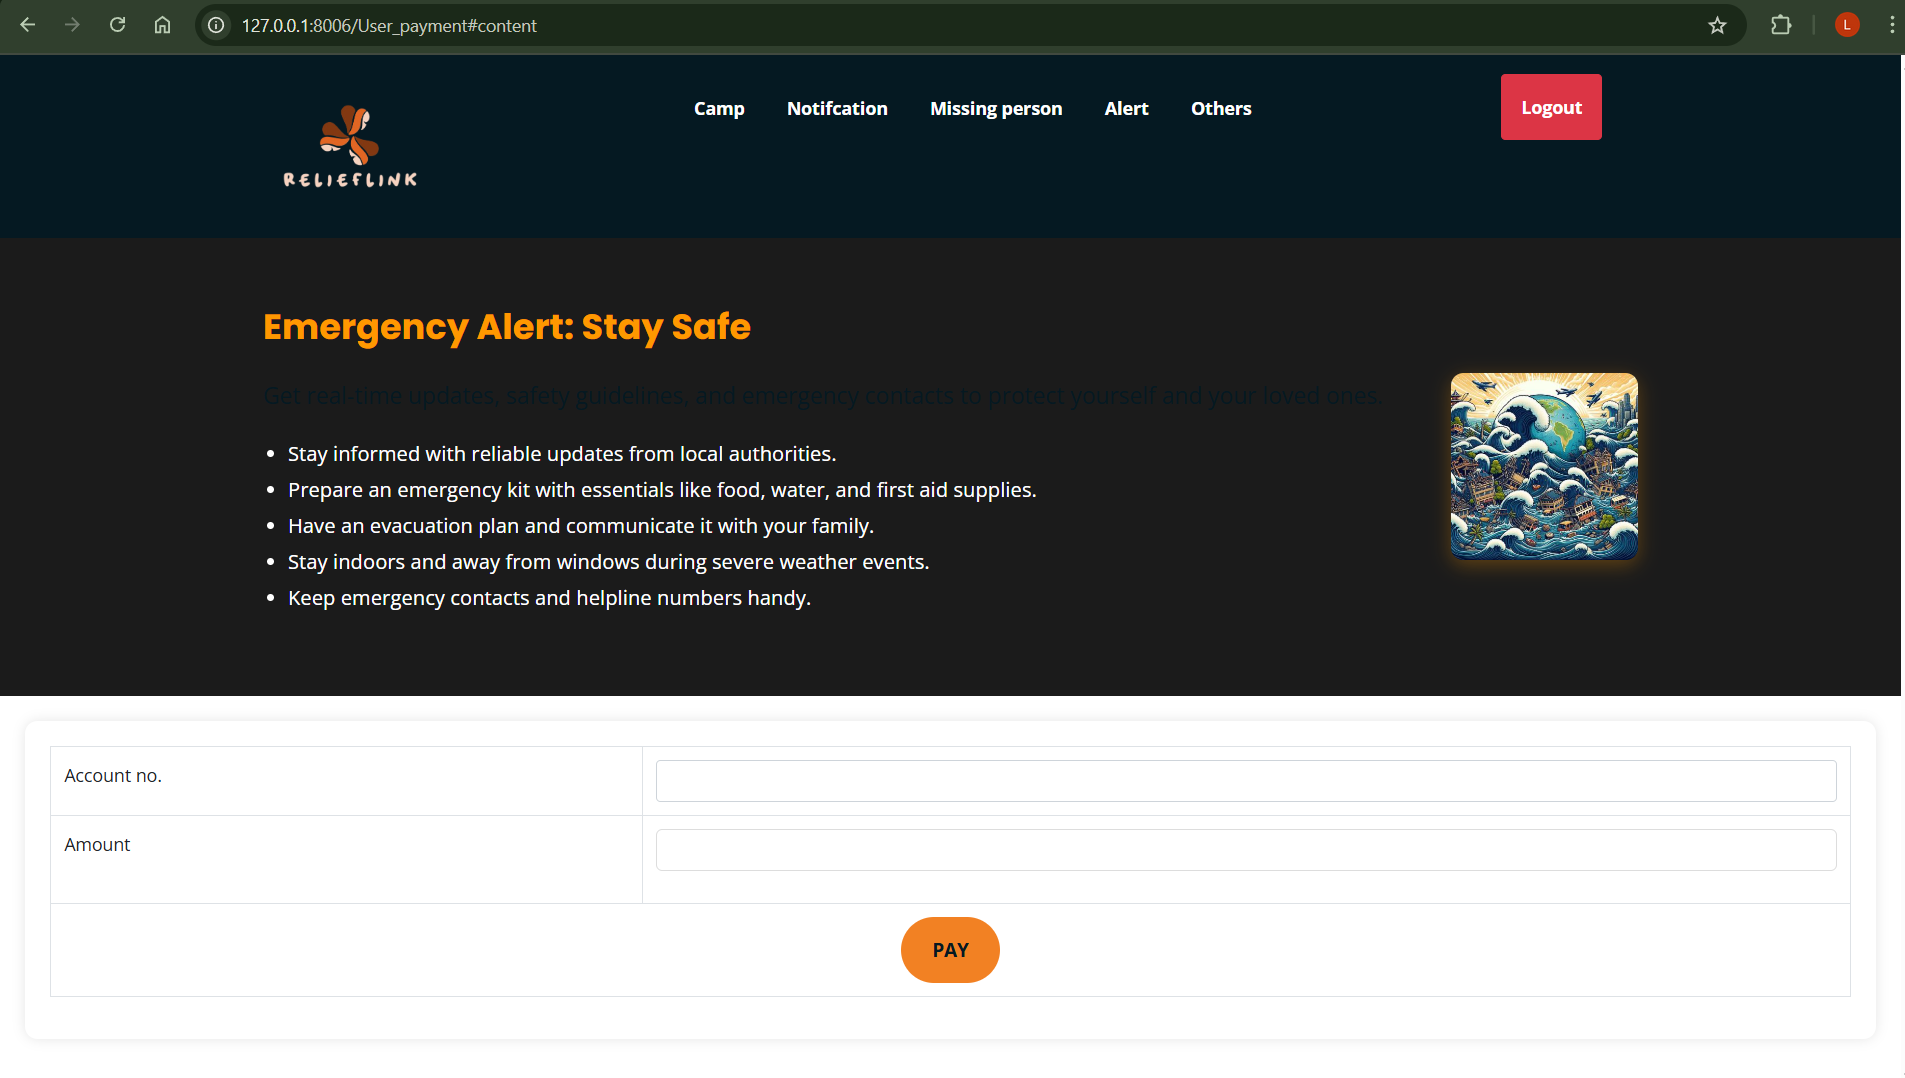 127.0.0.1:8006/User_payment#content
L
RELIEFLINK
Camp Notifcation Missing person Alert Others
Logout
Emergency Alert: Stay Safe
Get real-time updates, safety guidelines, and emergency contacts to protect yourself and your loved ones.
Stay informed with reliable updates from local authorities.
Prepare an emergency kit with essentials like food, water, and first aid supplies.
Have an evacuation plan and communicate it with your family.
Stay indoors and away from windows during severe weather events.
Keep emergency contacts and helpline numbers handy.
Account no.
Amount
PAY